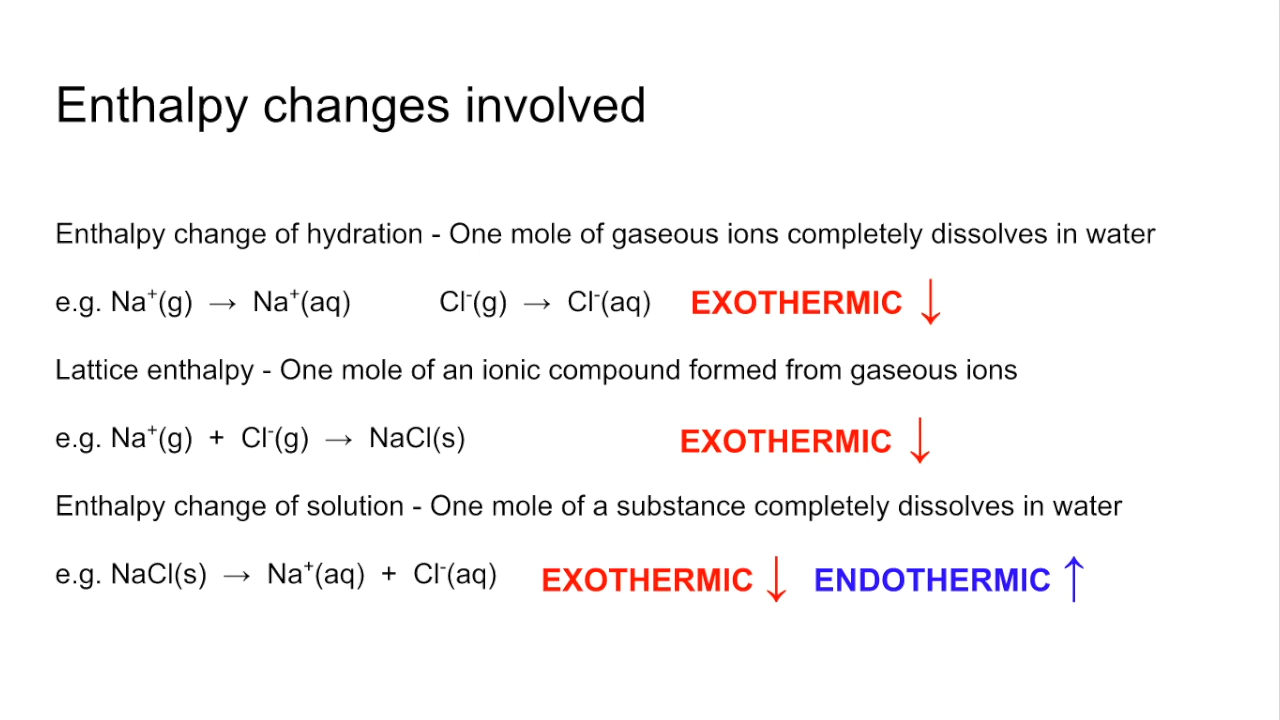 Enthalpy changes involved
Enthalpy change of hydration - One mole of gaseous ions completely dissolves in water
e.g. Na⁺(g) → Na⁺(aq) Cl⁻(g) → Cl⁻(aq) EXOTHERMIC ↓
Lattice enthalpy - One mole of an ionic compound formed from gaseous ions
e.g. Na⁺(g) + Cl⁻(g) → NaCl(s) EXOTHERMIC ↓
Enthalpy change of solution - One mole of a substance completely dissolves in water
e.g. NaCl(s) → Na⁺(aq) + Cl⁻(aq) EXOTHERMIC ↓ ENDOTHERMIC ↑